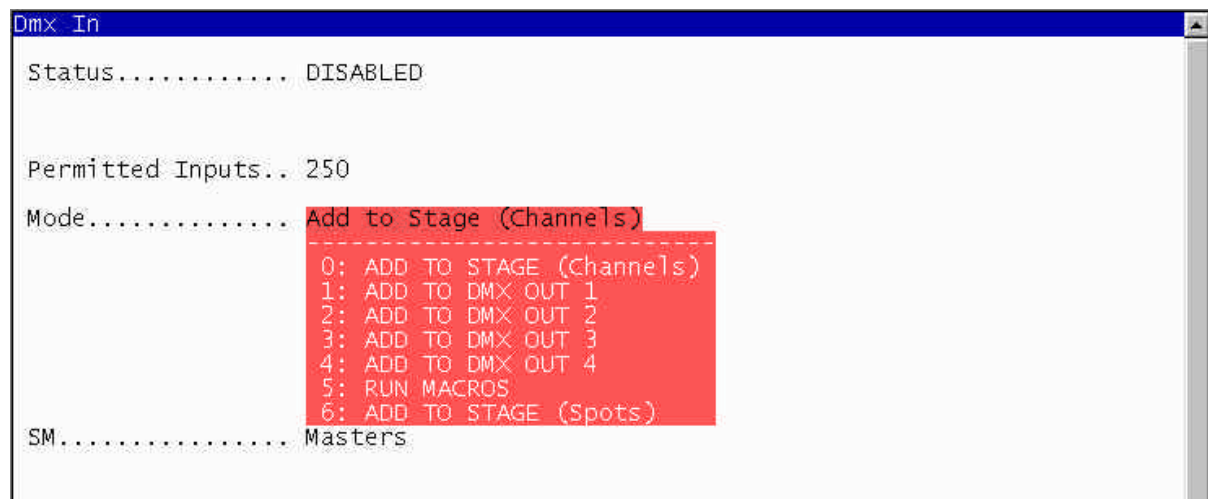 Dmx In
Status............ DISABLED
Permitted Inputs.. 250
Mode.............. Add to Stage (Channels)
------------------------------------
0: ADD TO STAGE (Channels)
1: ADD TO DMX OUT 1
2: ADD TO DMX OUT 2
3: ADD TO DMX OUT 3
4: ADD TO DMX OUT 4
5: RUN MACROS
6: ADD TO STAGE (Spots)
SM................ Masters